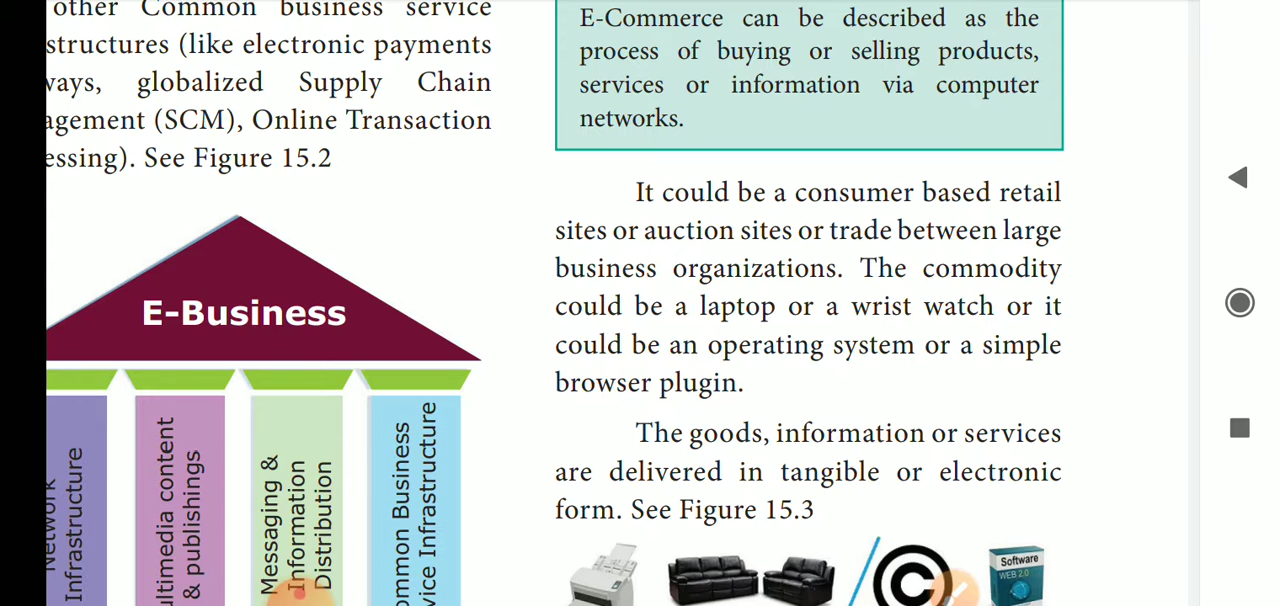 other Common business service
structures (like electronic payments
ways, globalized Supply Chain
agement (SCM), Online Transaction
essing). See Figure 15.2
E-Business
Network
Infrastructure
ultimedia content
& publishings
Messaging &
Information
Distribution
ommon Business
vice Infrastructure
E-Commerce can be described as the
process of buying or selling products,
services or information via computer
networks.
It could be a consumer based retail
sites or auction sites or trade between large
business organizations. The commodity
could be a laptop or a wrist watch or it
could be an operating system or a simple
browser plugin.
The goods, information or services
are delivered in tangible or electronic
form. See Figure 15.3
©
Software
WEB 2.0